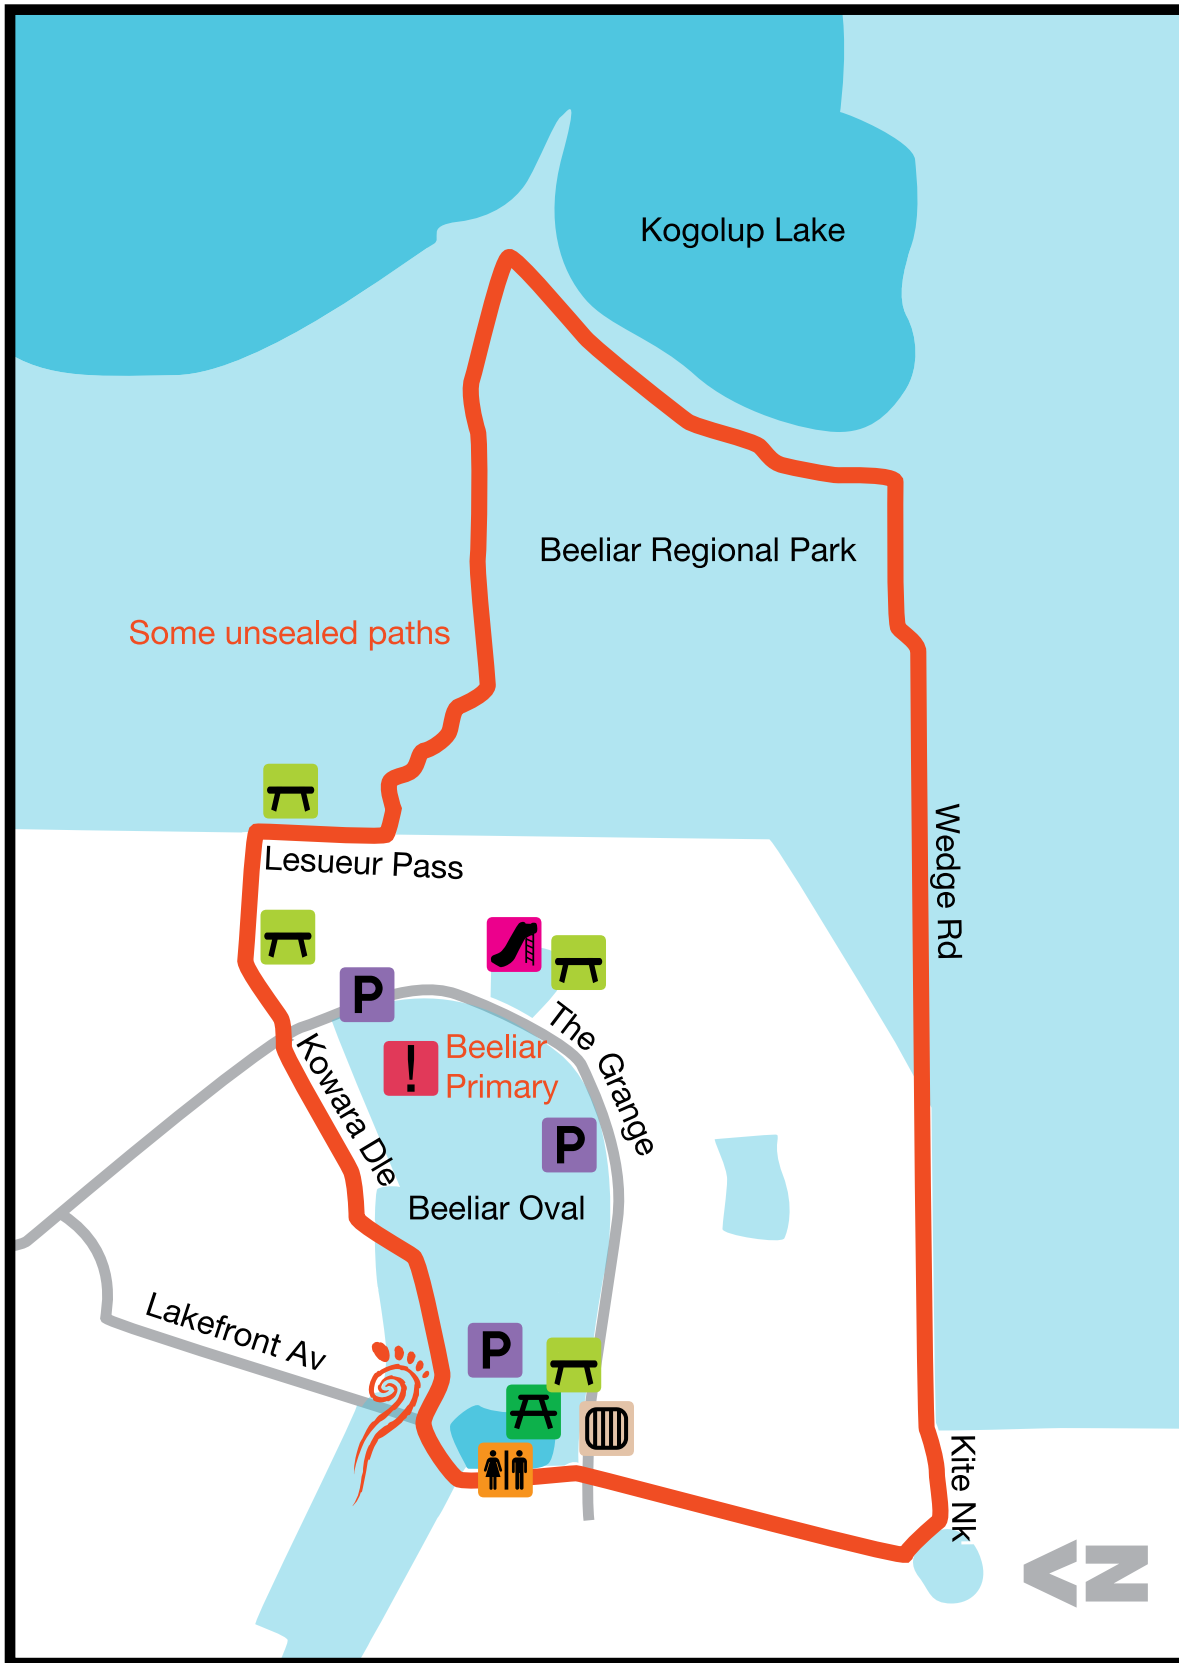 Kogolup Lake
Beeliar Regional Park
Some unsealed paths
Wedge Rd
Lesueur Pass
P
The Grange
Beeliar
Primary
!
Kowara Dle
P
Beeliar Oval
Lakefront Av
P
Kite Nk
N